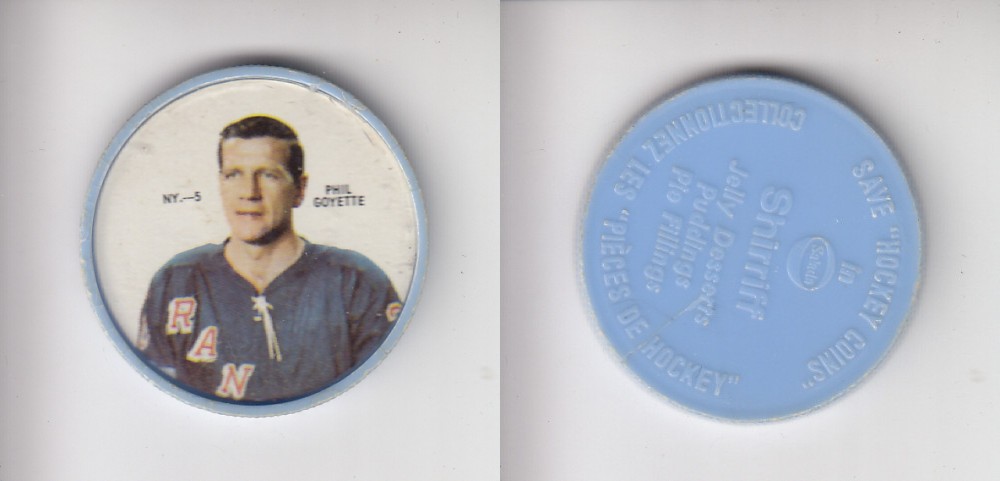 NY.—5
PHIL
GOYETTE
R
A
N
G
SAVE "HOCKEY COINS"
in
Salada
Shirriff
Jelly Desserts
Puddings
Pie Fillings
COLLECTIONNEZ LES "PIÈCES DE HOCKEY"